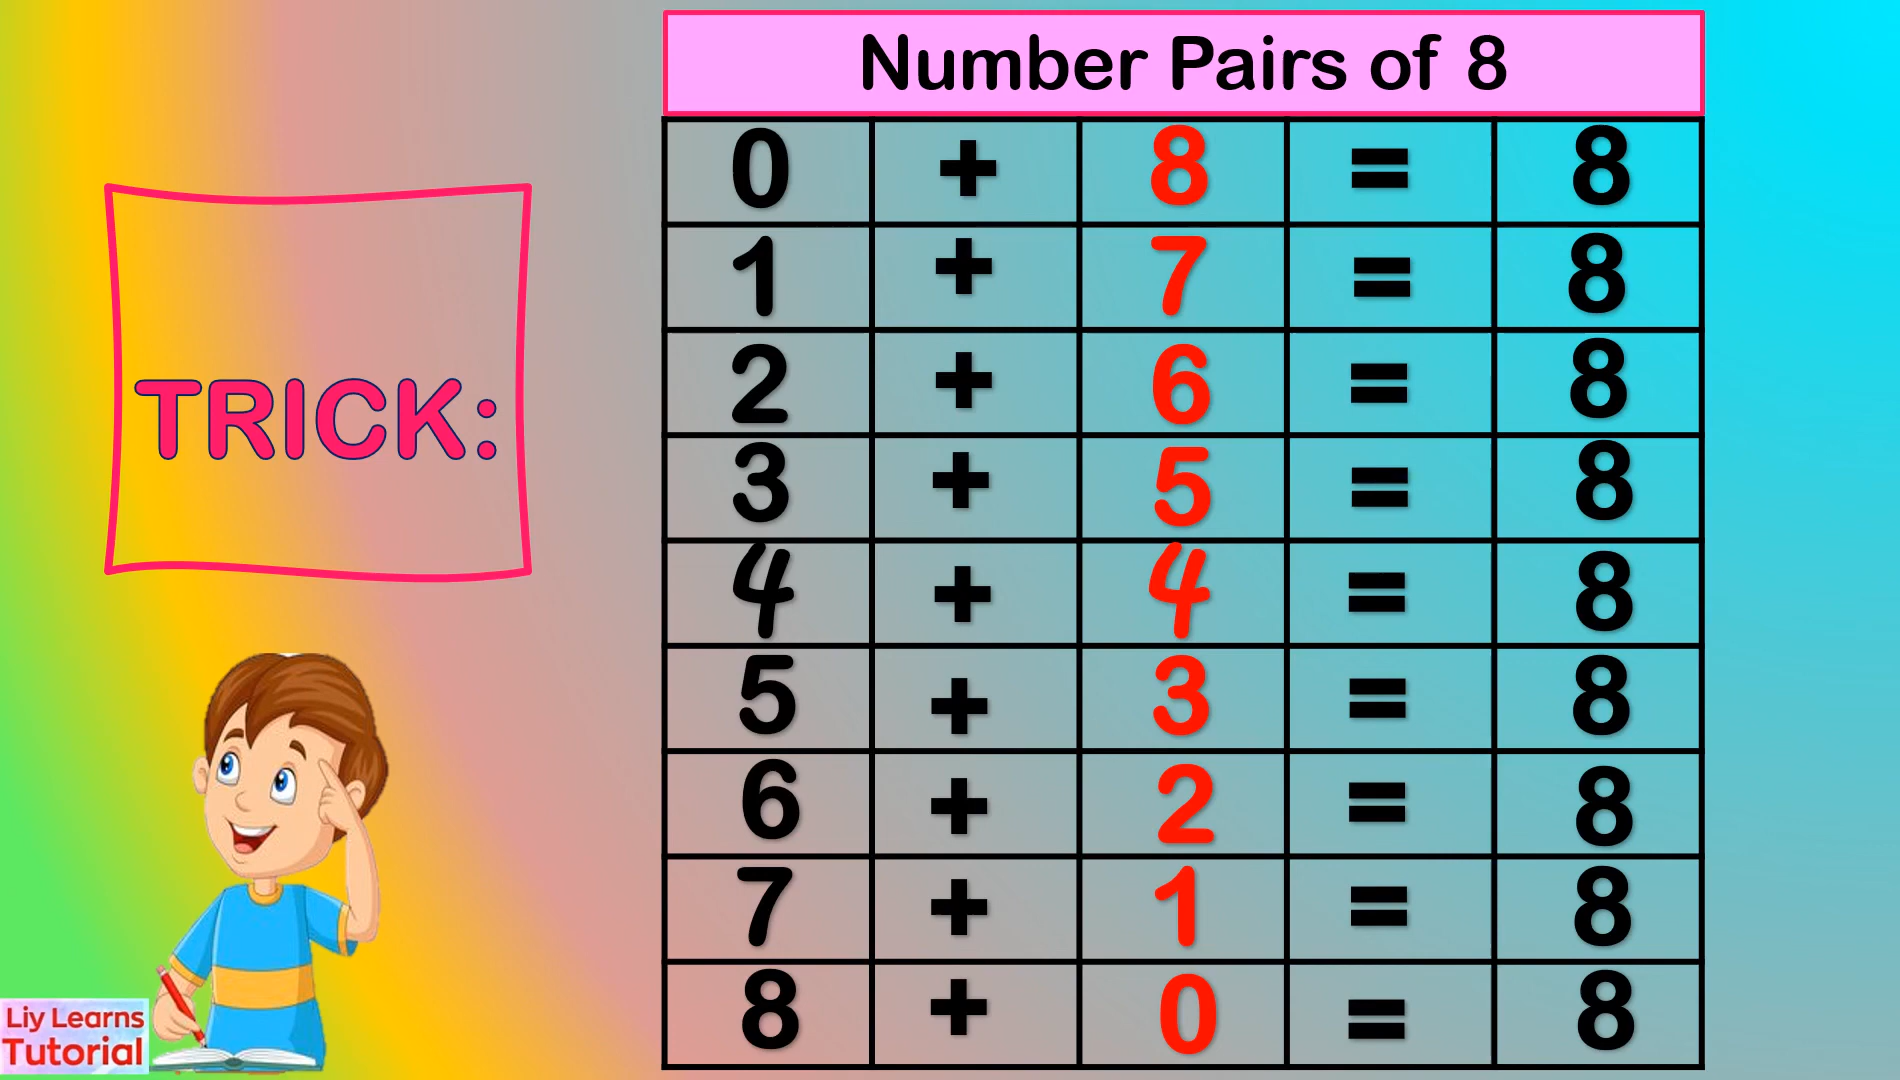 Number Pairs of 8
TRICK:
0 + 8 = 8
1 + 7 = 8
2 + 6 = 8
3 + 5 = 8
4 + 4 = 8
5 + 3 = 8
6 + 2 = 8
7 + 1 = 8
8 + 0 = 8
Liy Learns
Tutorial